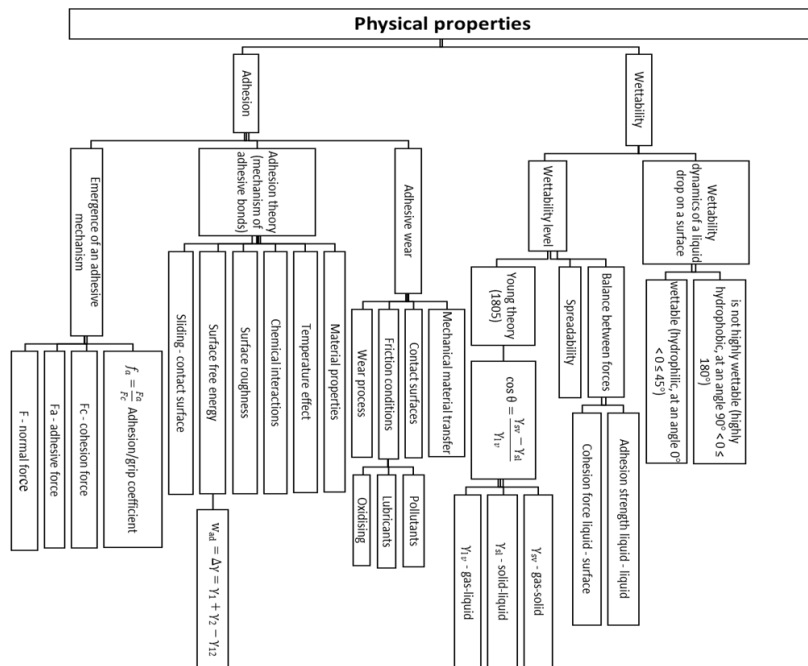 Physical properties
Adhesion
Wettability
Emergence of an adhesive
mechanism
Adhesion theory
(mechanism of
adhesive bonds)
Adhesive wear
Wettability level
Wettability
dynamics of a liquid
drop on a surface
F - normal force
Fa - adhesive force
Fc - cohesion force
fₐ = Fa/Fc Adhesion/grip coefficient
Sliding - contact surface
Surface free energy
Surface roughness
Chemical interactions
Temperature effect
Material properties
w_ad = Δγ = γ₁ + γ₂ − γ₁₂
Wear process
Friction conditions
Contact surfaces
Mechanical material transfer
Oxidising
Lubricants
Pollutants
Young theory
(1805)
Spreadability
Balance between forces
cos θ = (γsv − γsl)/γ1v
γ1v - gas-liquid
γsl - solid-liquid
γsv - gas-solid
Cohesion force liquid - surface
Adhesion strength liquid - liquid
wettable (hydrophilic, at an angle 0°
< 0 ≤ 45°)
is not highly wettable (highly
hydrophobic, at an angle 90° < 0 ≤
180°)